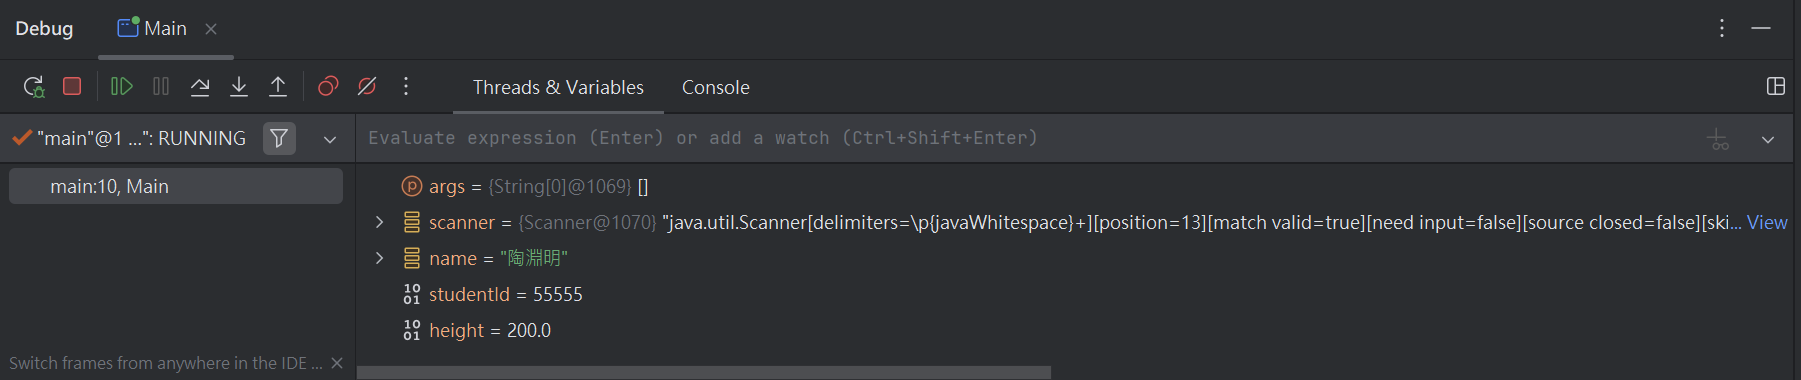 Debug Main
Threads & Variables Console
"main"@1 ...": RUNNING
Evaluate expression (Enter) or add a watch (Ctrl+Shift+Enter)
main:10, Main
args = {String[0]@1069} []
scanner = {Scanner@1070} "java.util.Scanner[delimiters=\p{javaWhitespace}+][position=13][match valid=true][need input=false][source closed=false][ski... View
name = "陶淵明"
studentId = 55555
height = 200.0
Switch frames from anywhere in the IDE ...